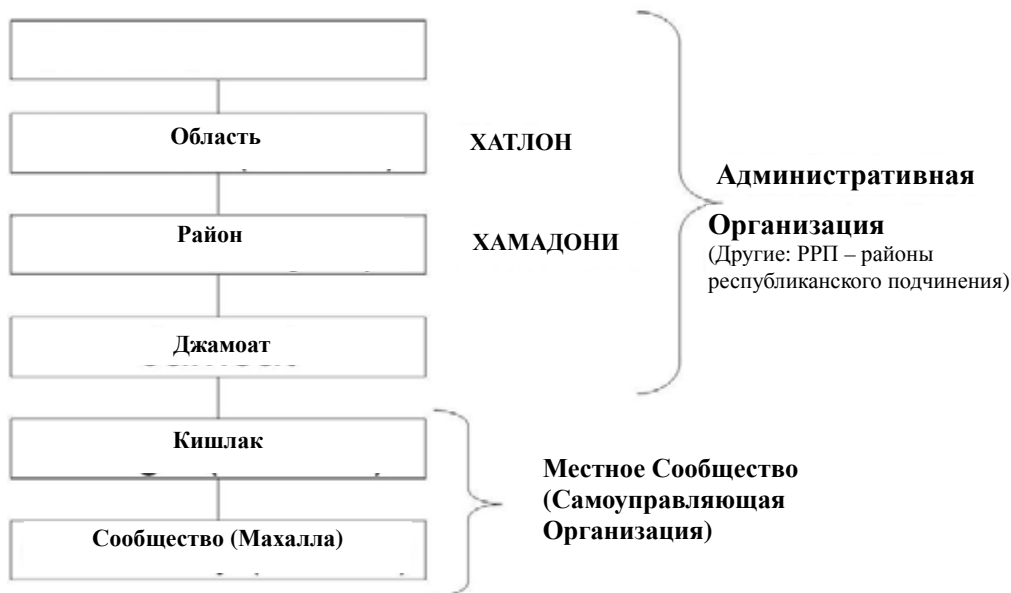 Область
ХАТЛОН
Район
ХАМАДОНИ
Джамоат
Административная
Организация
(Другие: РРП – районы
республиканского подчинения)
Кишлак
Сообщество (Махалла)
Местное Сообщество
(Самоуправляющая
Организация)